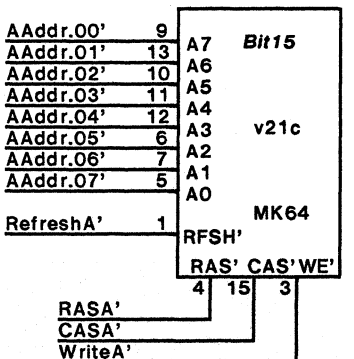 AAddr.00' 9 A7 Bit15
AAddr.01' 13 A6
AAddr.02' 10 A5
AAddr.03' 11 A4
AAddr.04' 12 A3 v21c
AAddr.05' 6 A2
AAddr.06' 7 A1
AAddr.07' 5 A0
MK64
RefreshA' 1 RFSH'
RAS' CAS' WE'
4 15 3
RASA'
CASA'
WriteA'